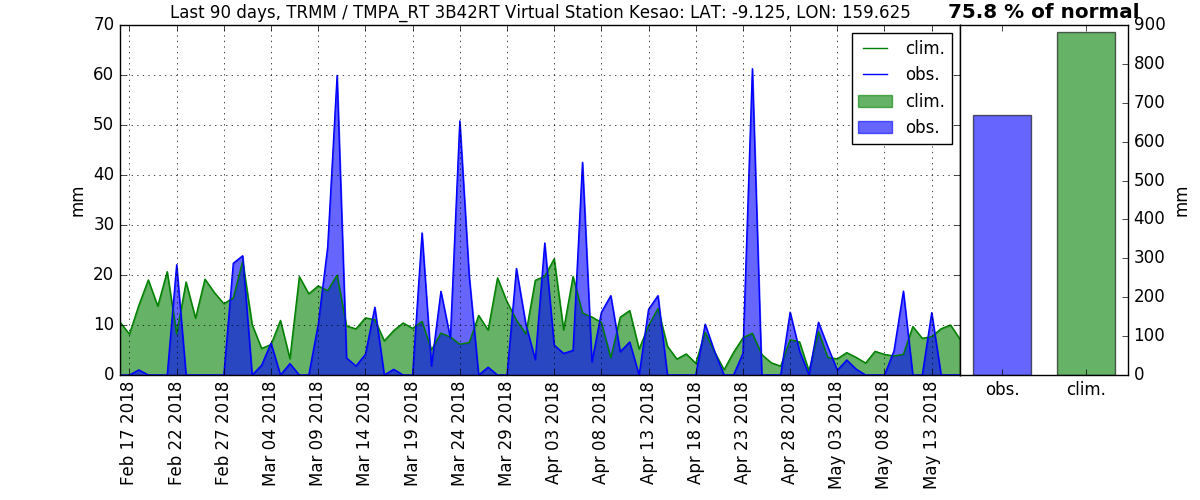 Last 90 days, TRMM / TMPA_RT 3B42RT Virtual Station Kesao: LAT: -9.125, LON: 159.625
75.8 % of normal
70
60
50
40
30
20
10
0
mm
clim.
obs.
clim.
obs.
Feb 17 2018
Feb 22 2018
Feb 27 2018
Mar 04 2018
Mar 09 2018
Mar 14 2018
Mar 19 2018
Mar 24 2018
Mar 29 2018
Apr 03 2018
Apr 08 2018
Apr 13 2018
Apr 18 2018
Apr 23 2018
Apr 28 2018
May 03 2018
May 08 2018
May 13 2018
900
800
700
600
500
400
300
200
100
0
mm
obs.
clim.